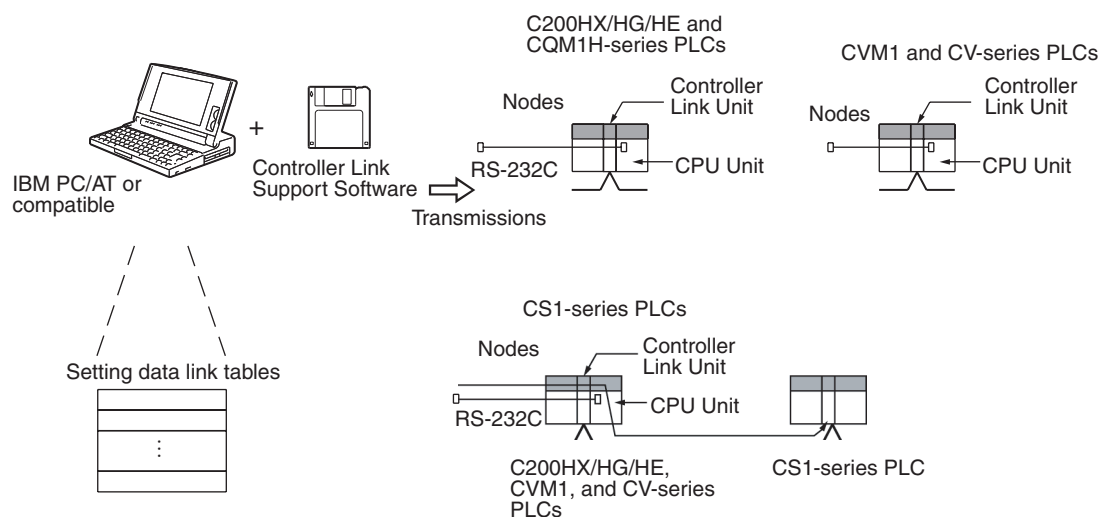 C200HX/HG/HE and
CQM1H-series PLCs
CVM1 and CV-series PLCs
Nodes
Controller
Link Unit
RS-232C
CPU Unit
Nodes
Controller
Link Unit
CPU Unit
+
IBM PC/AT or
compatible
Controller Link
Support Software
Transmissions
Setting data link tables
CS1-series PLCs
Nodes
Controller
Link Unit
RS-232C
CPU Unit
C200HX/HG/HE,
CVM1, and CV-series
PLCs
CS1-series PLC